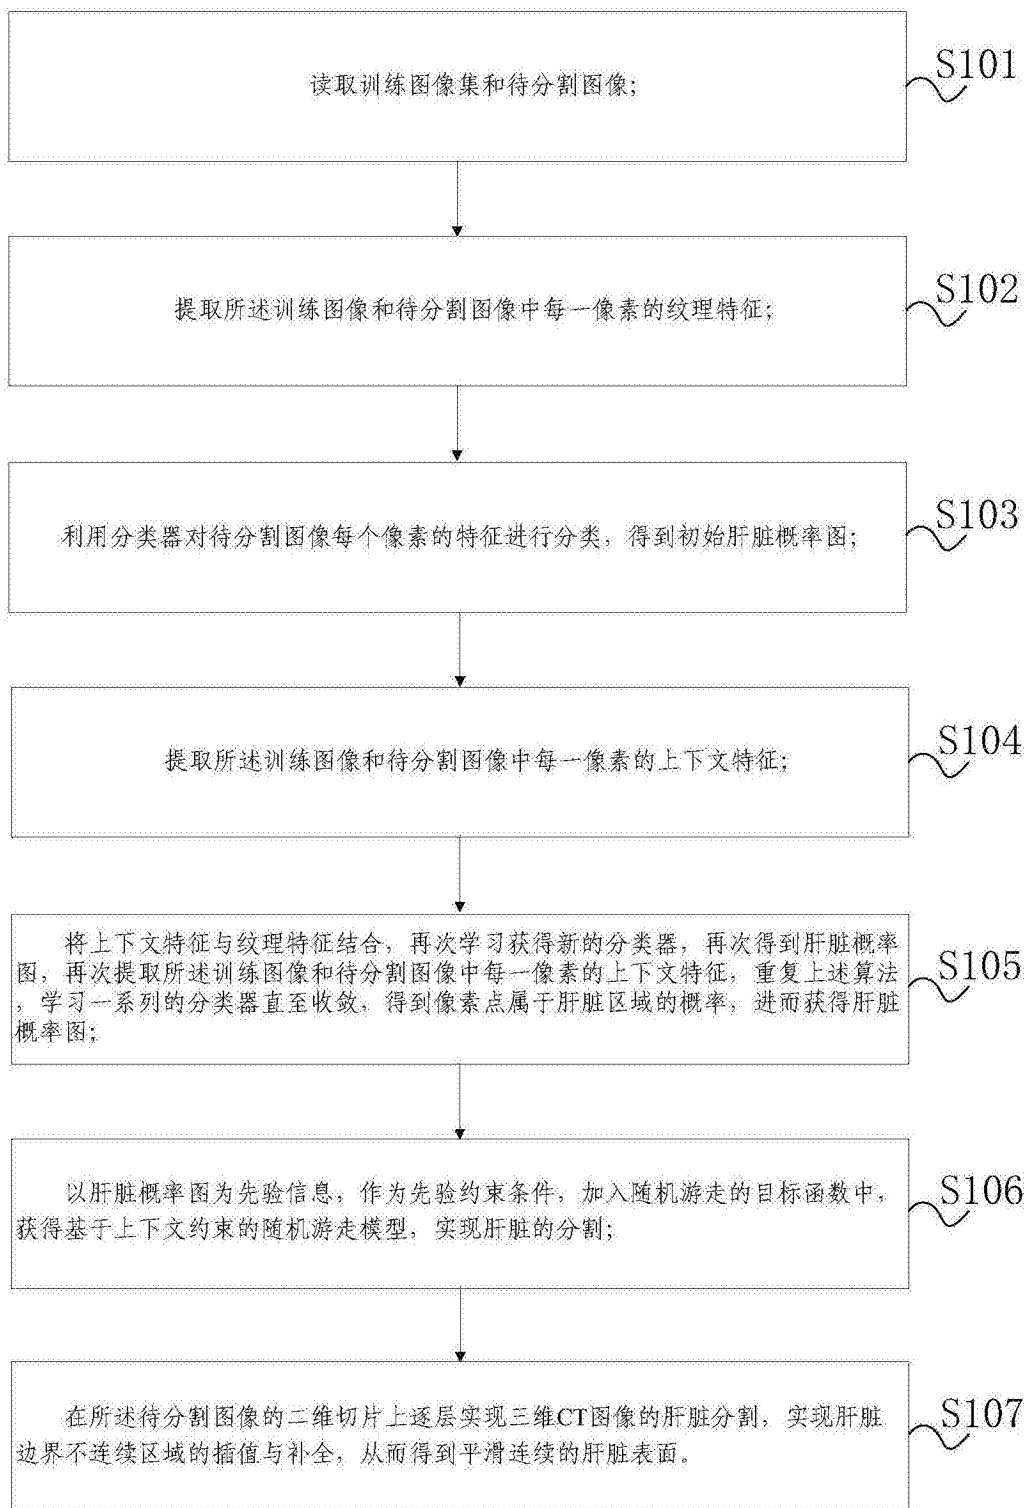 读取训练图像集和待分割图像；
S101
提取所述训练图像和待分割图像中每一像素的纹理特征；
S102
利用分类器对待分割图像每个像素的特征进行分类，得到初始肝脏概率图；
S103
提取所述训练图像和待分割图像中每一像素的上下文特征；
S104
将上下文特征与纹理特征结合，再次学习获得新的分类器，再次得到肝脏概率
图，再次提取所述训练图像和待分割图像中每一像素的上下文特征，重复上述算法
，学习一系列的分类器直至收敛，得到像素点属于肝脏区域的概率，进而获得肝脏
概率图；
S105
以肝脏概率图为先验信息，作为先验约束条件，加入随机游走的目标函数中，
获得基于上下文约束的随机游走模型，实现肝脏的分割；
S106
在所述待分割图像的二维切片上逐层实现三维CT图像的肝脏分割，实现肝脏
边界不连续区域的插值与补全，从而得到平滑连续的肝脏表面。
S107